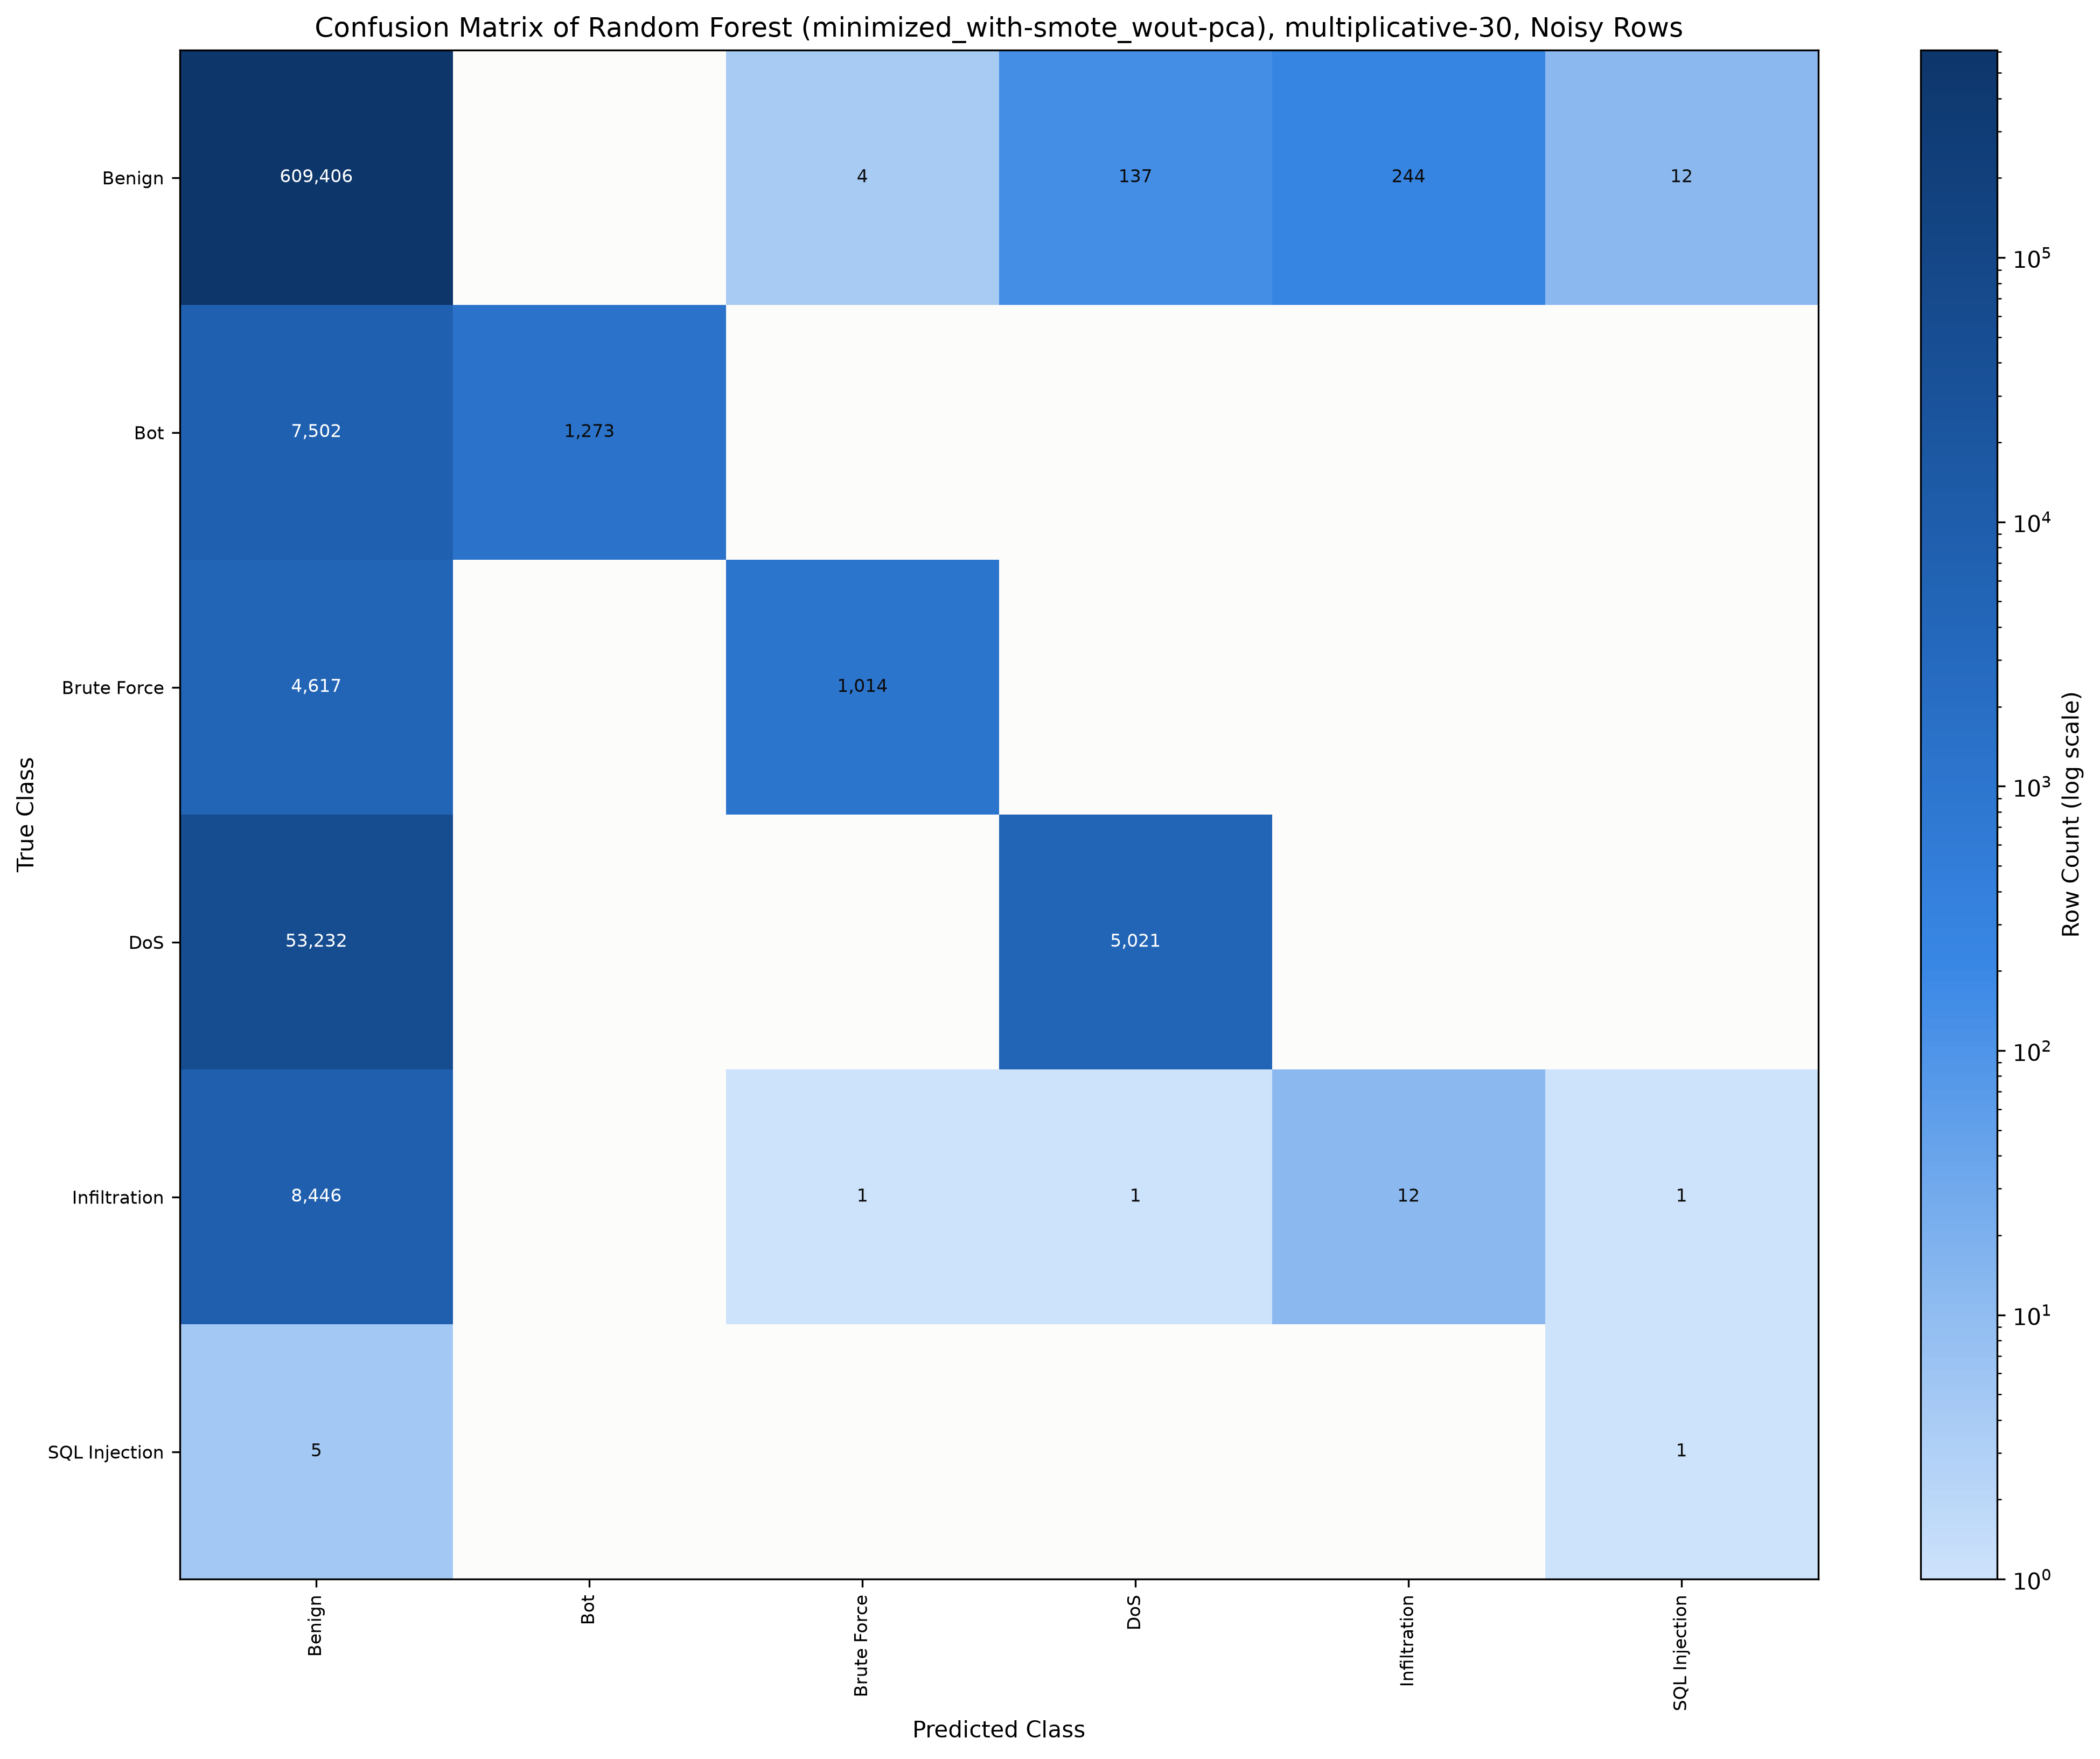 Confusion Matrix of Random Forest (minimized_with-smote_wout-pca), multiplicative-30, Noisy Rows
Benign 609,406 4 137 244 12
Bot 7,502 1,273
Brute Force 4,617 1,014
DoS 53,232 5,021
Infiltration 8,446 1 1 12 1
SQL Injection 5 1
True Class
Benign
Bot
Brute Force
DoS
Infiltration
SQL Injection
Predicted Class
10⁵
10⁴
10³
10²
10¹
10⁰
Row Count (log scale)